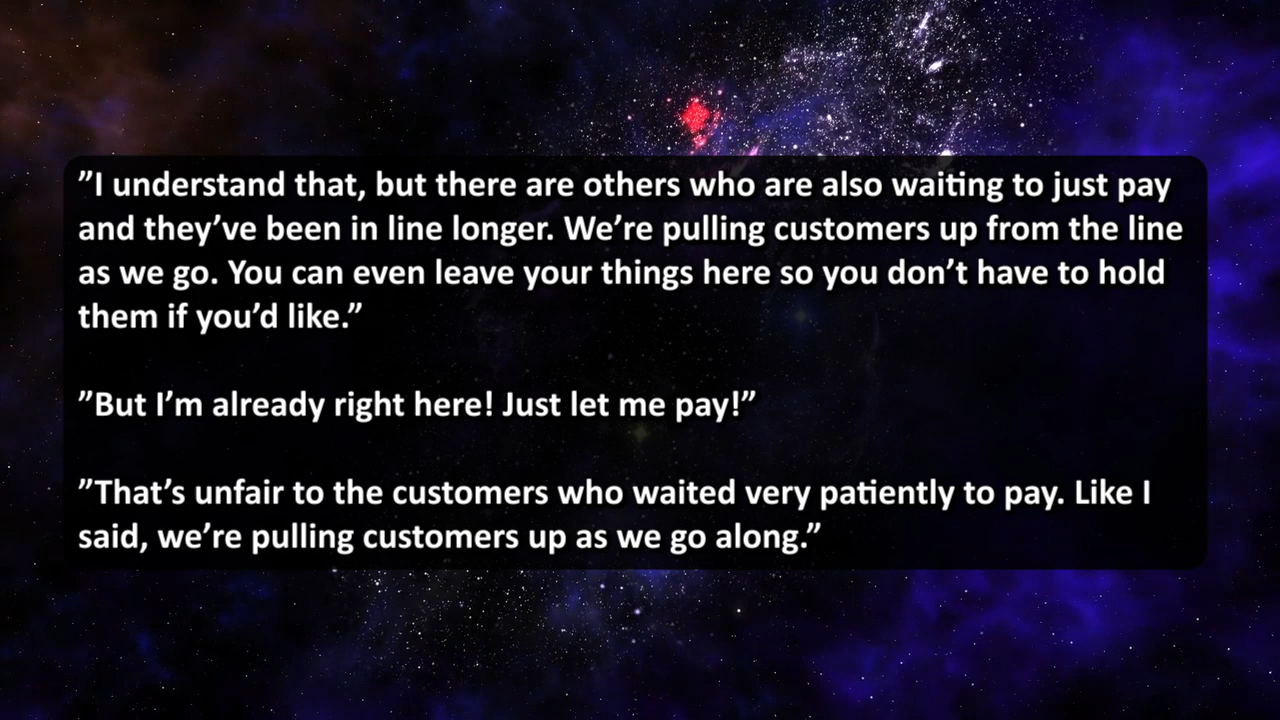 ”I understand that, but there are others who are also waiting to just pay
and they’ve been in line longer. We’re pulling customers up from the line
as we go. You can even leave your things here so you don’t have to hold
them if you’d like.”
”But I’m already right here! Just let me pay!”
”That’s unfair to the customers who waited very patiently to pay. Like I
said, we’re pulling customers up as we go along.”